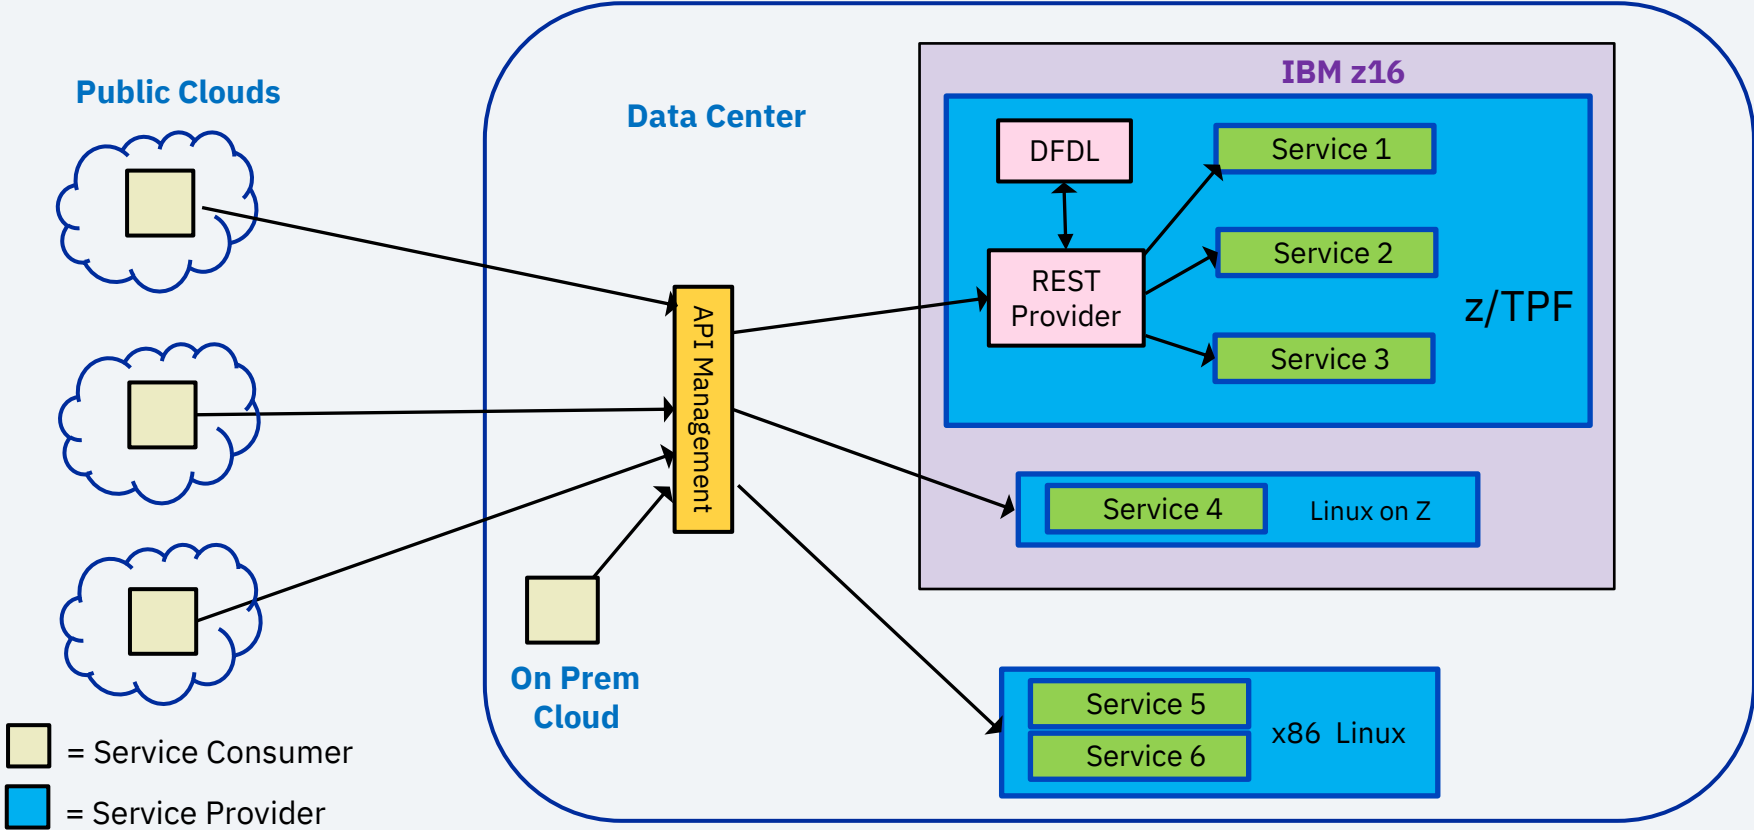 Public Clouds
Data Center
IBM z16
DFDL
Service 1
Service 2
REST
Provider
z/TPF
Service 3
API Management
Service 4
Linux on Z
On Prem
Cloud
Service 5
x86 Linux
Service 6
= Service Consumer
= Service Provider